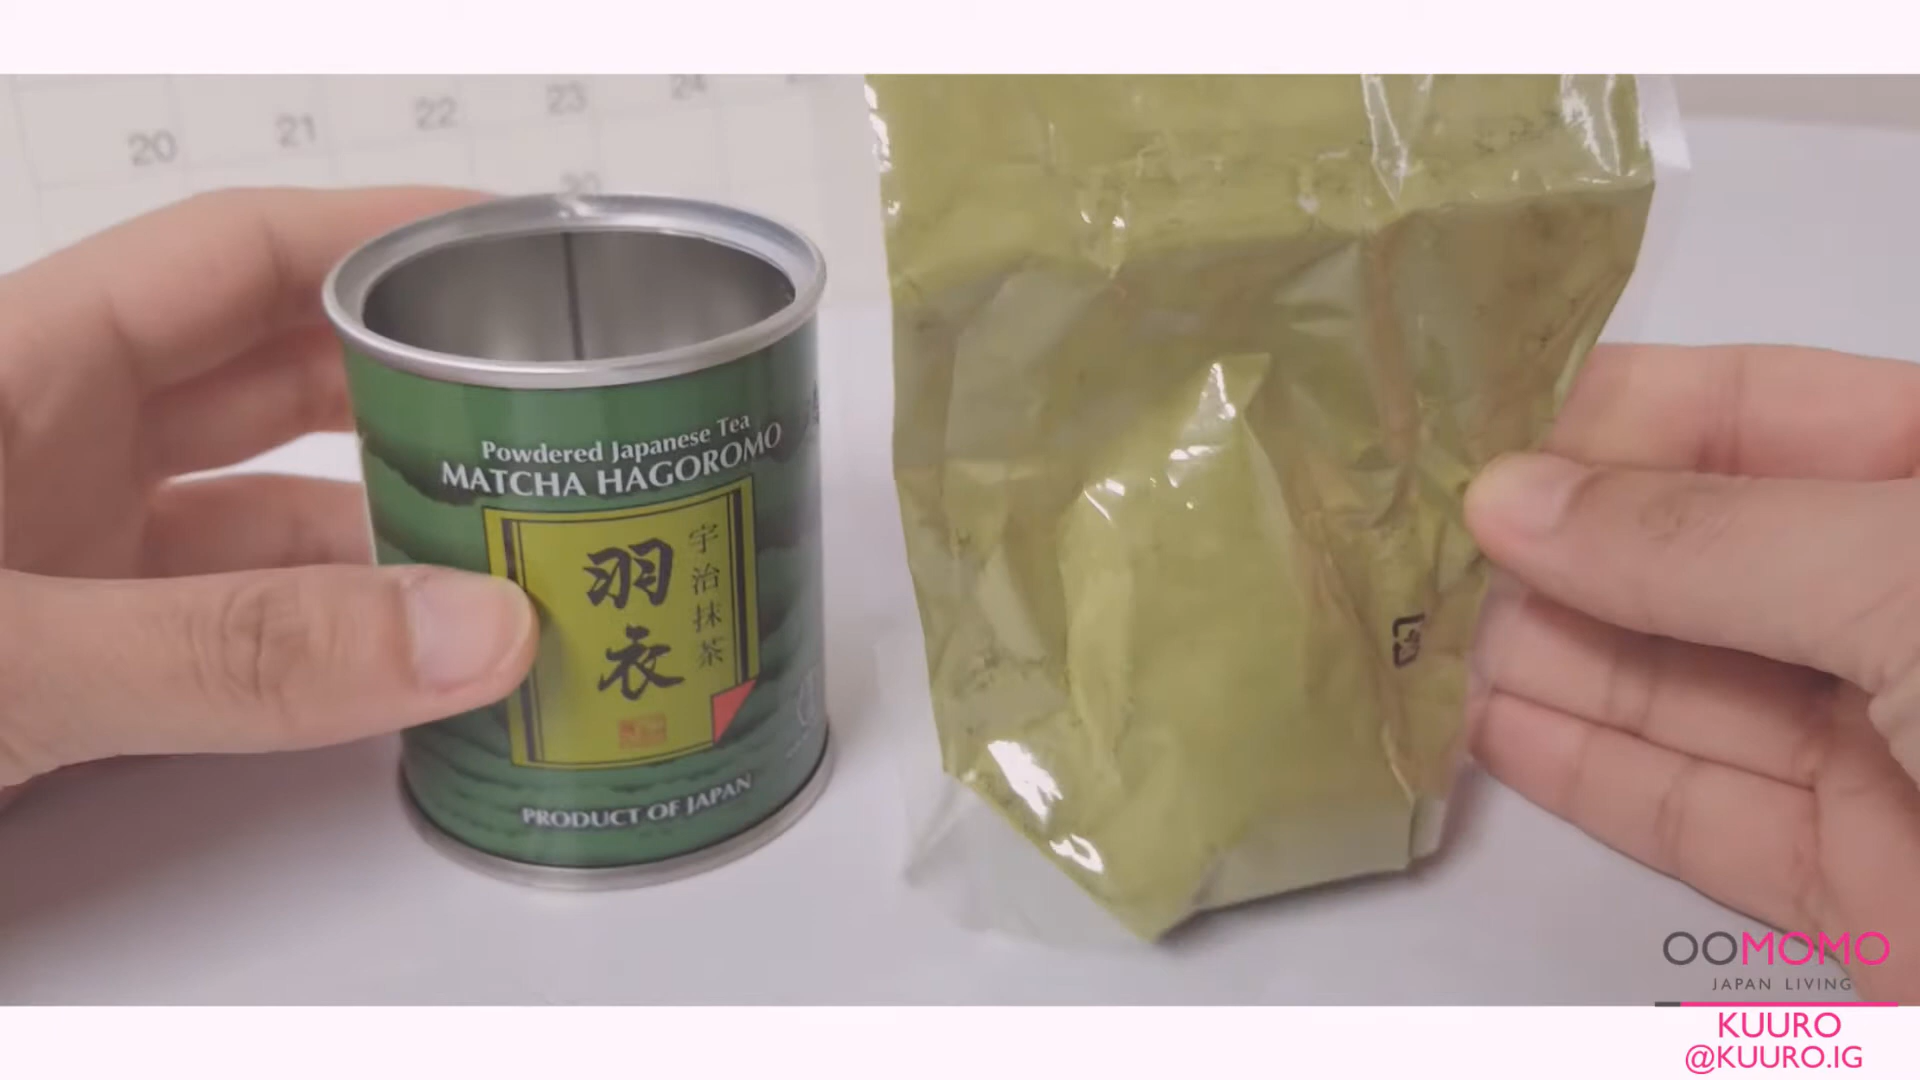 20 21 22 23 24
30
Powdered Japanese Tea
MATCHA HAGOROMO
羽衣
宇治抹茶
PRODUCT OF JAPAN
OOMOMO
JAPAN LIVING
KUURO
@KUURO.IG